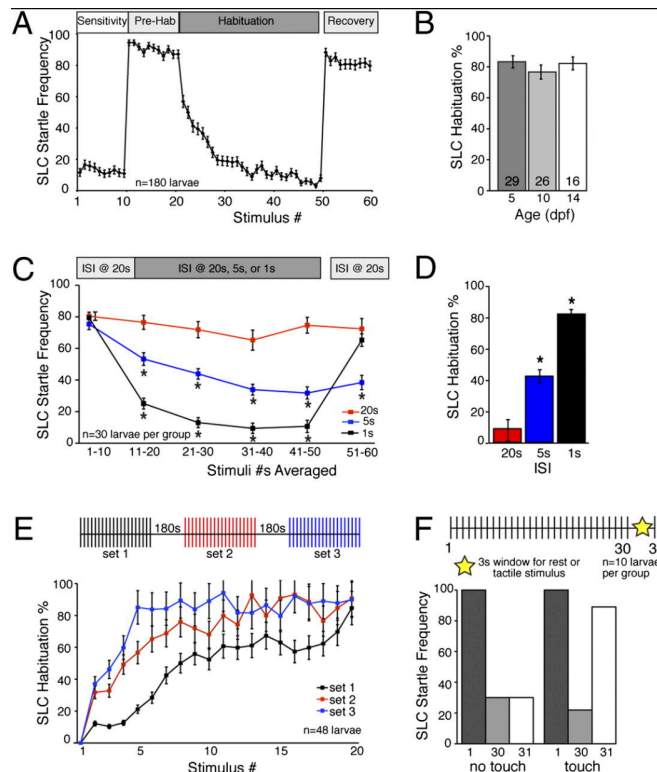 A
Sensitivity Pre-Hab Habituation Recovery
SLC Startle Frequency
100
80
60
40
20
0
n=180 larvae
1 10 20 30 40 50 60
Stimulus #
B
SLC Habituation %
100
80
60
40
20
0
29 26 16
5 10 14
Age (dpf)
C
ISI @ 20s ISI @ 20s, 5s, or 1s ISI @ 20s
SLC Startle Frequency
100
80
60
40
20
0
* * * * *
* * * *
20s
5s
1s
n=30 larvae per group
1-10 11-20 21-30 31-40 41-50 51-60
Stimuli #s Averaged
D
SLC Habituation %
100
80
60
40
20
0
* *
20s 5s 1s
ISI
E
180s 180s
set 1 set 2 set 3
SLC Habituation %
100
80
60
40
20
0
set 1
set 2
set 3
n=48 larvae
1 5 10 15 20
Stimulus #
F
1 30
3s window for rest or
tactile stimulus
n=10 larvae
per group
SLC Startle Frequency
100
80
60
40
20
0
1 30 31 1 30 31
no touch touch